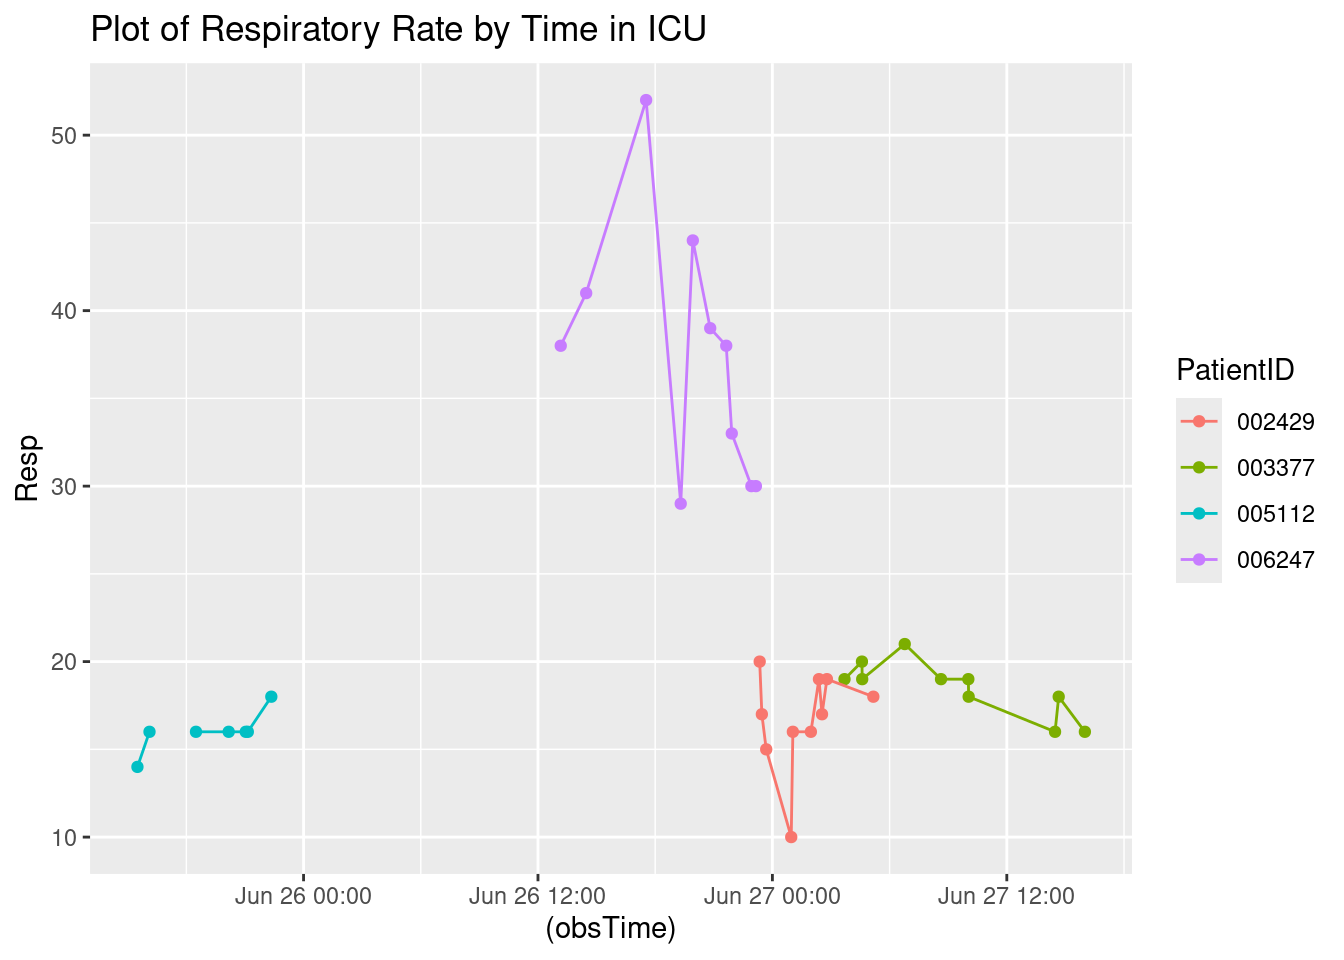 Plot of Respiratory Rate by Time in ICU
50
40
30
20
10
Resp
Jun 26 00:00
Jun 26 12:00
Jun 27 00:00
Jun 27 12:00
(obsTime)
PatientID
002429
003377
005112
006247